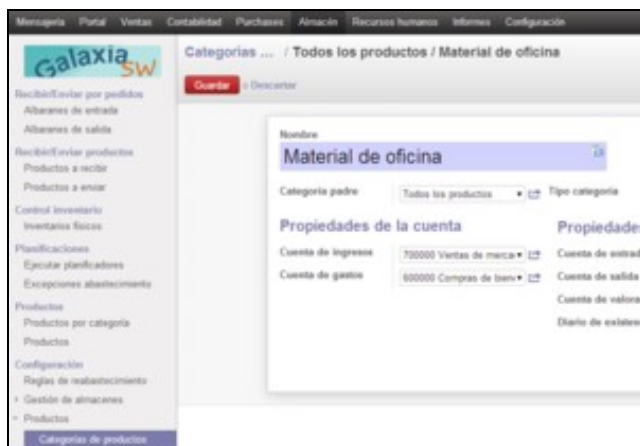 Mensajería Portal Ventas Contabilidad Purchases Almacén Recursos humanos Informes Configuración
Galaxia SW
Categorías ... / Todos los productos / Material de oficina
Guardar o Descartar
Recibir/Enviar por pedidos
Albaranes de entrada
Albaranes de salida
Recibir/Enviar productos
Productos a recibir
Productos a enviar
Control inventario
Inventarios físicos
Planificaciones
Ejecutar planificadores
Excepciones abastecimiento
Productos
Productos por categoría
Productos
Configuración
Reglas de reabastecimiento
Gestión de almacenes
Productos
Categorías de productos
Nombre
Material de oficina
Categoría padre Todos los productos Tipo categoría
Propiedades de la cuenta Propiedades
Cuenta de ingresos 700000 Ventas de merca Cuenta de entrad
Cuenta de gastos 600000 Compras de bien Cuenta de salida
Cuenta de valora
Diario de existen